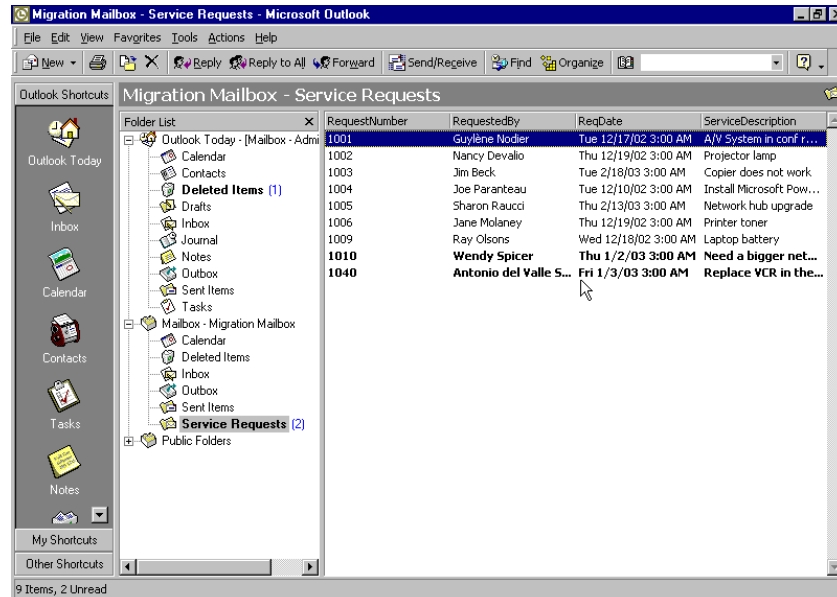 Migration Mailbox - Service Requests - Microsoft Outlook
File Edit View Favorites Tools Actions Help
New Reply Reply to All Forward Send/Receive Find Organize
Outlook Shortcuts
Outlook Today
Inbox
Calendar
Contacts
Tasks
Notes
My Shortcuts
Other Shortcuts
Migration Mailbox - Service Requests
Folder List
Outlook Today - [Mailbox - Admi
Calendar
Contacts
Deleted Items (1)
Drafts
Inbox
Journal
Notes
Outbox
Sent Items
Tasks
Mailbox - Migration Mailbox
Calendar
Deleted Items
Inbox
Outbox
Sent Items
Service Requests (2)
Public Folders
RequestNumber RequestedBy ReqDate ServiceDescription
1001 Guylène Nodier Tue 12/17/02 3:00 AM A/V System in conf r...
1002 Nancy Devalio Thu 12/19/02 3:00 AM Projector lamp
1003 Jim Beck Tue 2/18/03 3:00 AM Copier does not work
1004 Joe Paranteau Tue 12/10/02 3:00 AM Install Microsoft Pow...
1005 Sharon Raucci Thu 2/13/03 3:00 AM Network hub upgrade
1006 Jane Molaney Thu 12/19/02 3:00 AM Printer toner
1009 Ray Olsons Wed 12/18/02 3:00 AM Laptop battery
1010 Wendy Spicer Thu 1/2/03 3:00 AM Need a bigger net...
1040 Antonio del Valle S... Fri 1/3/03 3:00 AM Replace VCR in the...
9 Items, 2 Unread